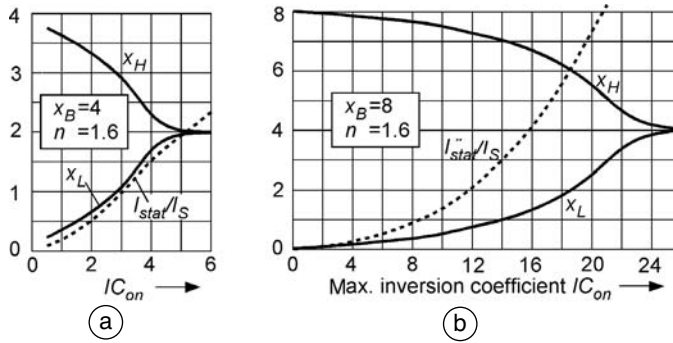 4
3
2
1
0
x_H
x_B=4
n =1.6
x_L
I_stat/I_S
0 2 4 6
IC_on
a
8
6
4
2
0
x_H
x_B=8
n =1.6
I_stat/I_S
x_L
0 4 8 12 16 20 24
Max. inversion coefficient IC_on
b